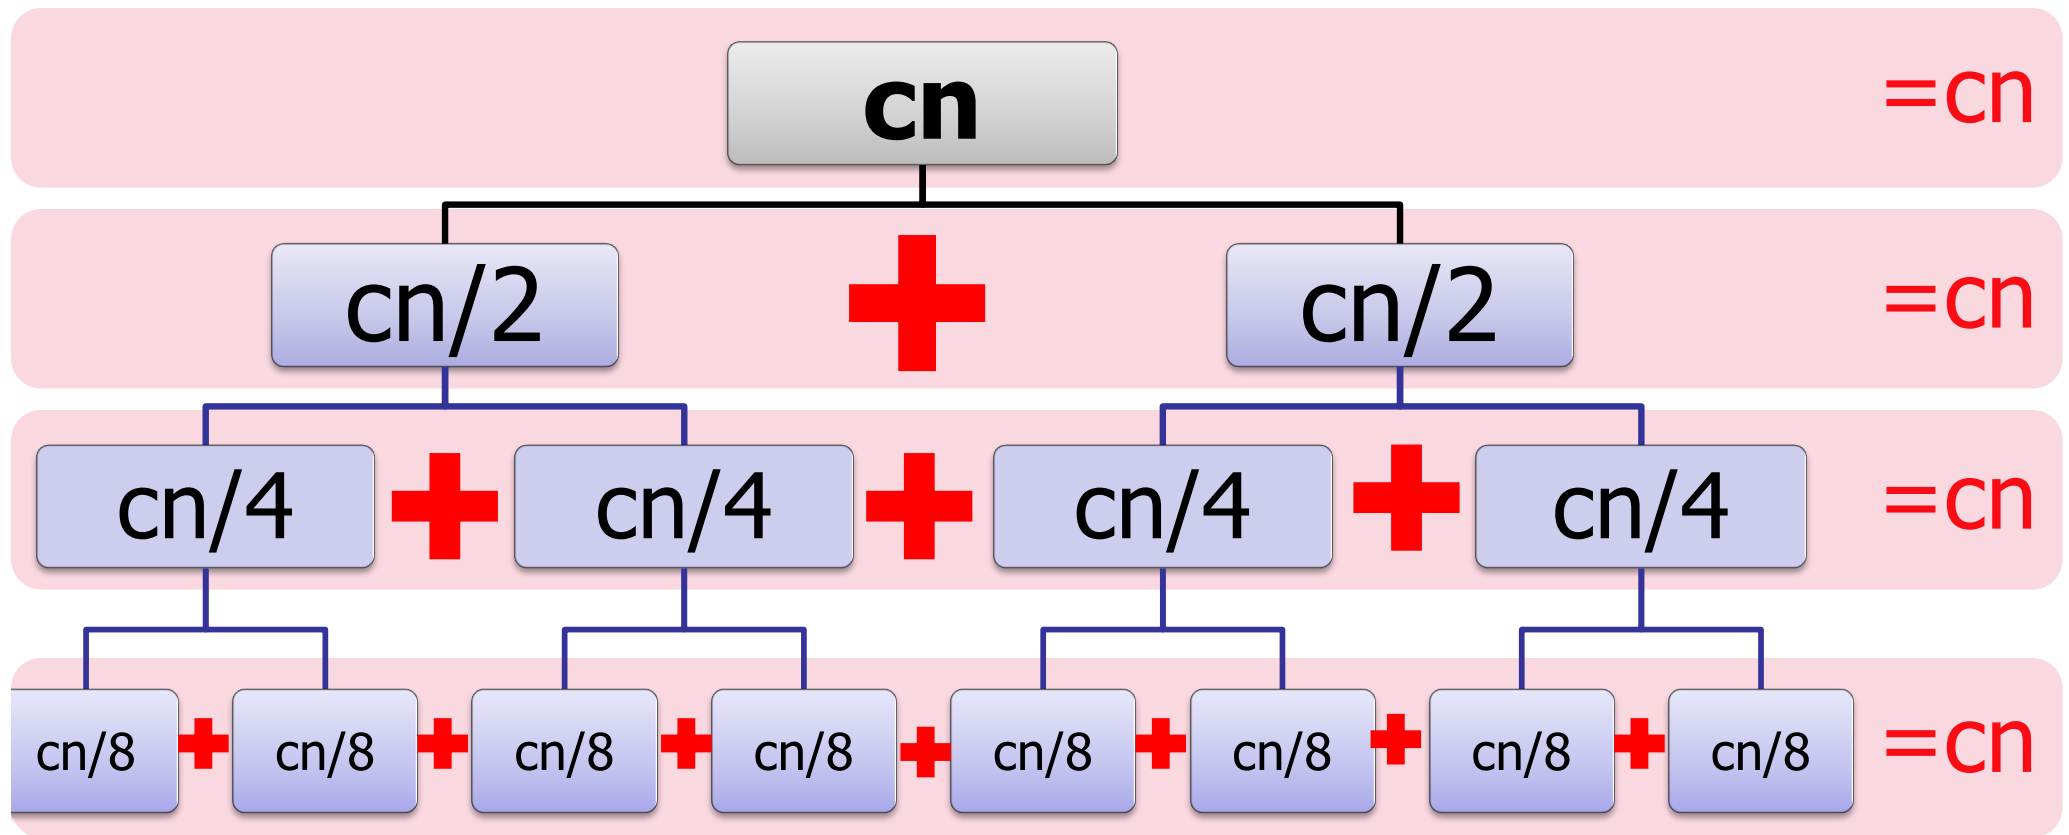 cn =cn
cn/2 + cn/2 =cn
cn/4 + cn/4 + cn/4 + cn/4 =cn
cn/8 + cn/8 + cn/8 + cn/8 + cn/8 + cn/8 + cn/8 + cn/8 =cn